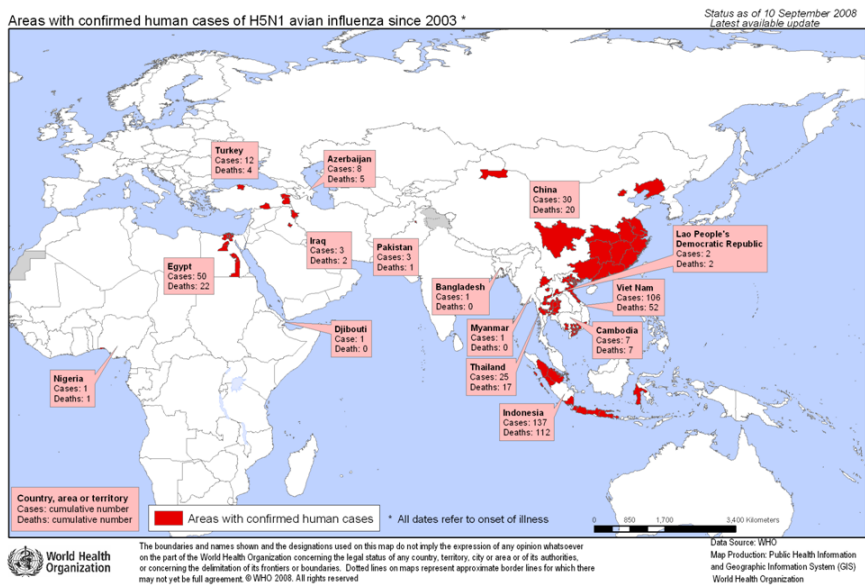 Areas with confirmed human cases of H5N1 avian influenza since 2003 *
Status as of 10 September 2008
Latest available update
Turkey
Cases: 12
Deaths: 4
Azerbaijan
Cases: 8
Deaths: 5
China
Cases: 30
Deaths: 20
Lao People's
Democratic Republic
Cases: 2
Deaths: 2
Iraq
Cases: 3
Deaths: 2
Pakistan
Cases: 3
Deaths: 1
Egypt
Cases: 50
Deaths: 22
Bangladesh
Cases: 1
Deaths: 0
Viet Nam
Cases: 106
Deaths: 52
Djibouti
Case: 1
Death: 0
Myanmar
Cases: 1
Deaths: 0
Cambodia
Cases: 7
Deaths: 7
Thailand
Cases: 25
Deaths: 17
Nigeria
Cases: 1
Deaths: 1
Indonesia
Cases: 137
Deaths: 112
Country, area or territory
Cases: cumulative number
Deaths: cumulative number
Areas with confirmed human cases
* All dates refer to onset of illness
0 850 1,700 3,400 Kilometers
World Health
Organization
The boundaries and names shown and the designations used on this map do not imply the expression of any opinion whatsoever
on the part of the World Health Organization concerning the legal status of any country, territory, city or area or of its authorities,
or concerning the delimitation of its frontiers or boundaries. Dotted lines on maps represent approximate border lines for which there
may not yet be full agreement. © WHO 2008. All rights reserved
Data Source: WHO
Map Production: Public Health Information
and Geographic Information System (GIS)
World Health Organization